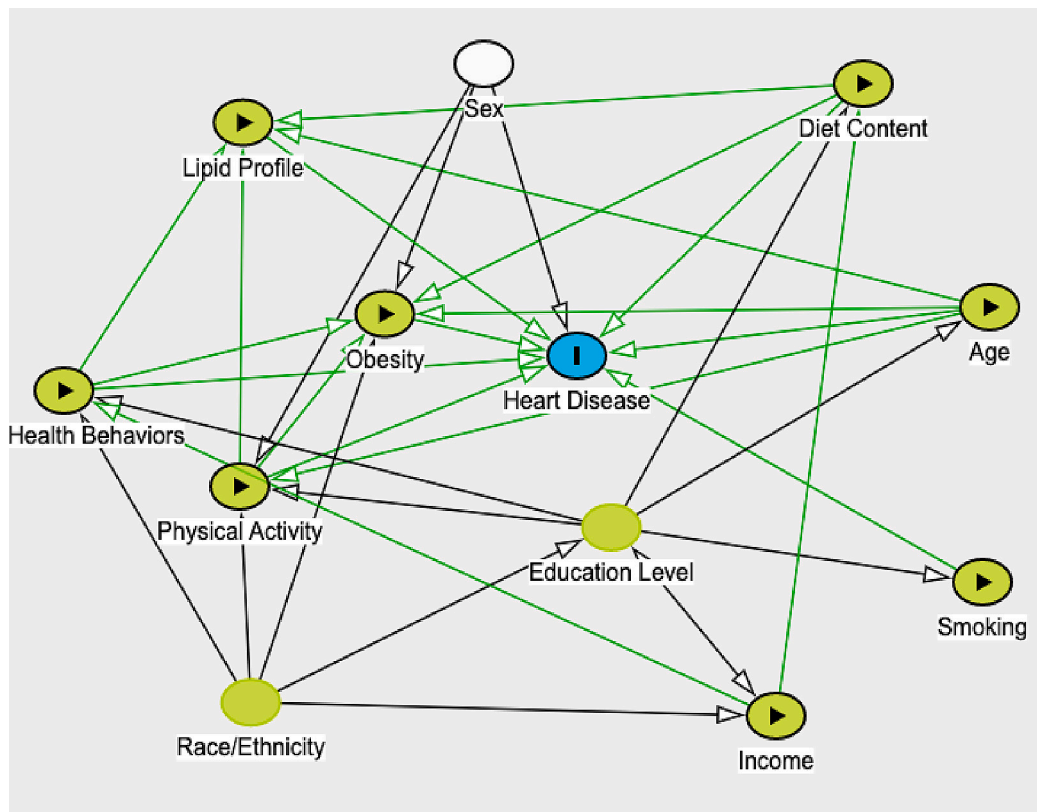 Sex
Diet Content
Lipid Profile
Obesity
Age
Heart Disease
Health Behaviors
Physical Activity
Education Level
Smoking
Race/Ethnicity
Income